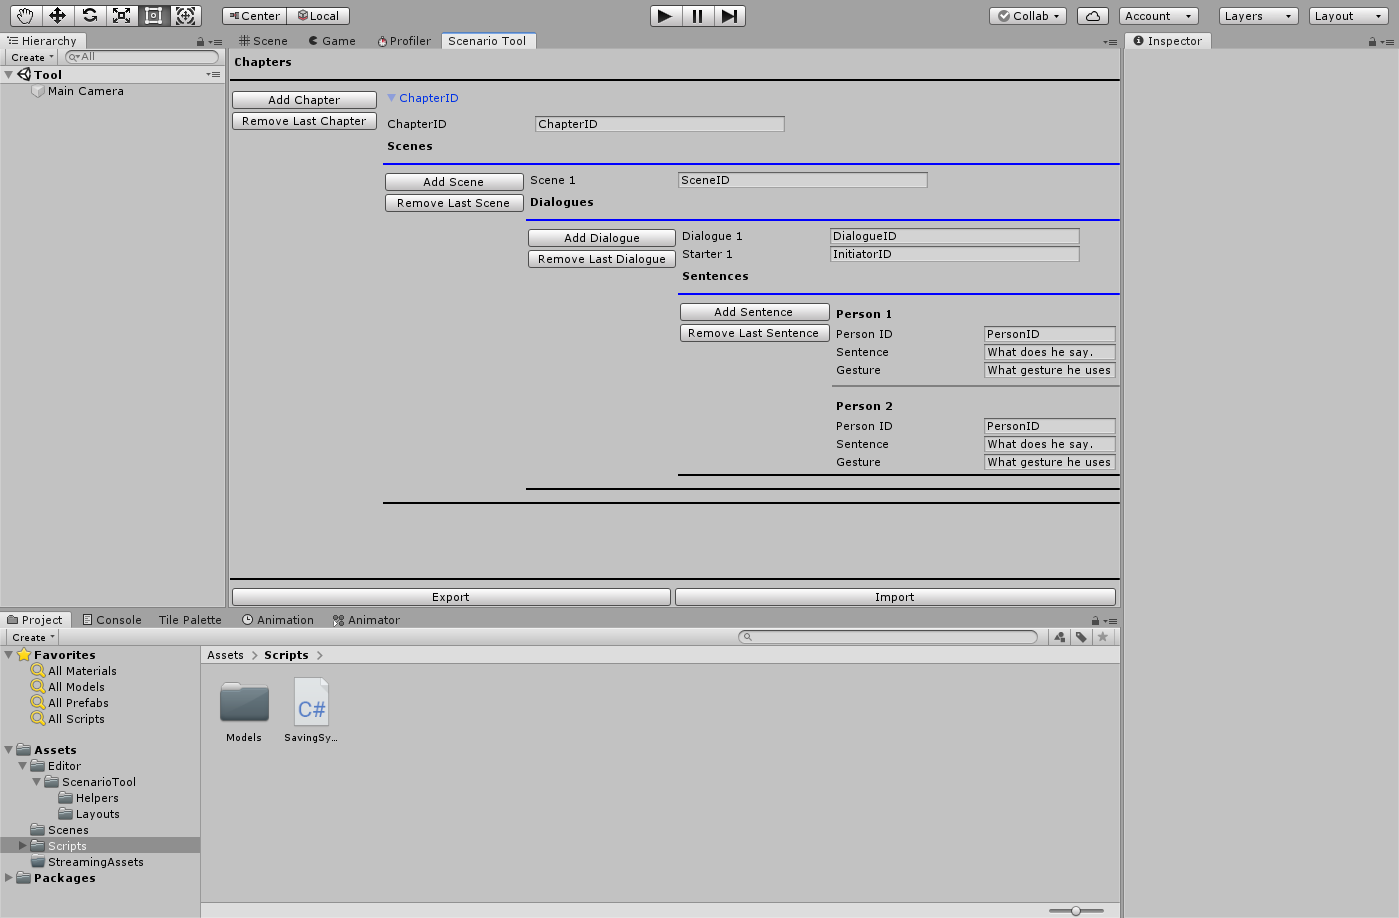 Center Local Collab Account Layers Layout
Hierarchy Scene Game Profiler Scenario Tool Inspector
Create All
Tool
Main Camera
Chapters
Add Chapter ChapterID
Remove Last Chapter ChapterID ChapterID
Scenes
Add Scene Scene 1 SceneID
Remove Last Scene Dialogues
Add Dialogue Dialogue 1 DialogueID
Remove Last Dialogue Starter 1 InitiatorID
Sentences
Add Sentence Person 1
Remove Last Sentence Person ID PersonID
Sentence What does he say.
Gesture What gesture he uses
Person 2
Person ID PersonID
Sentence What does he say.
Gesture What gesture he uses
Export Import
Project Console Tile Palette Animation Animator
Create
Favorites
All Materials
All Models
All Prefabs
All Scripts
Assets
Editor
ScenarioTool
Helpers
Layouts
Scenes
Scripts
StreamingAssets
Packages
Assets > Scripts >
C#
Models SavingSy...